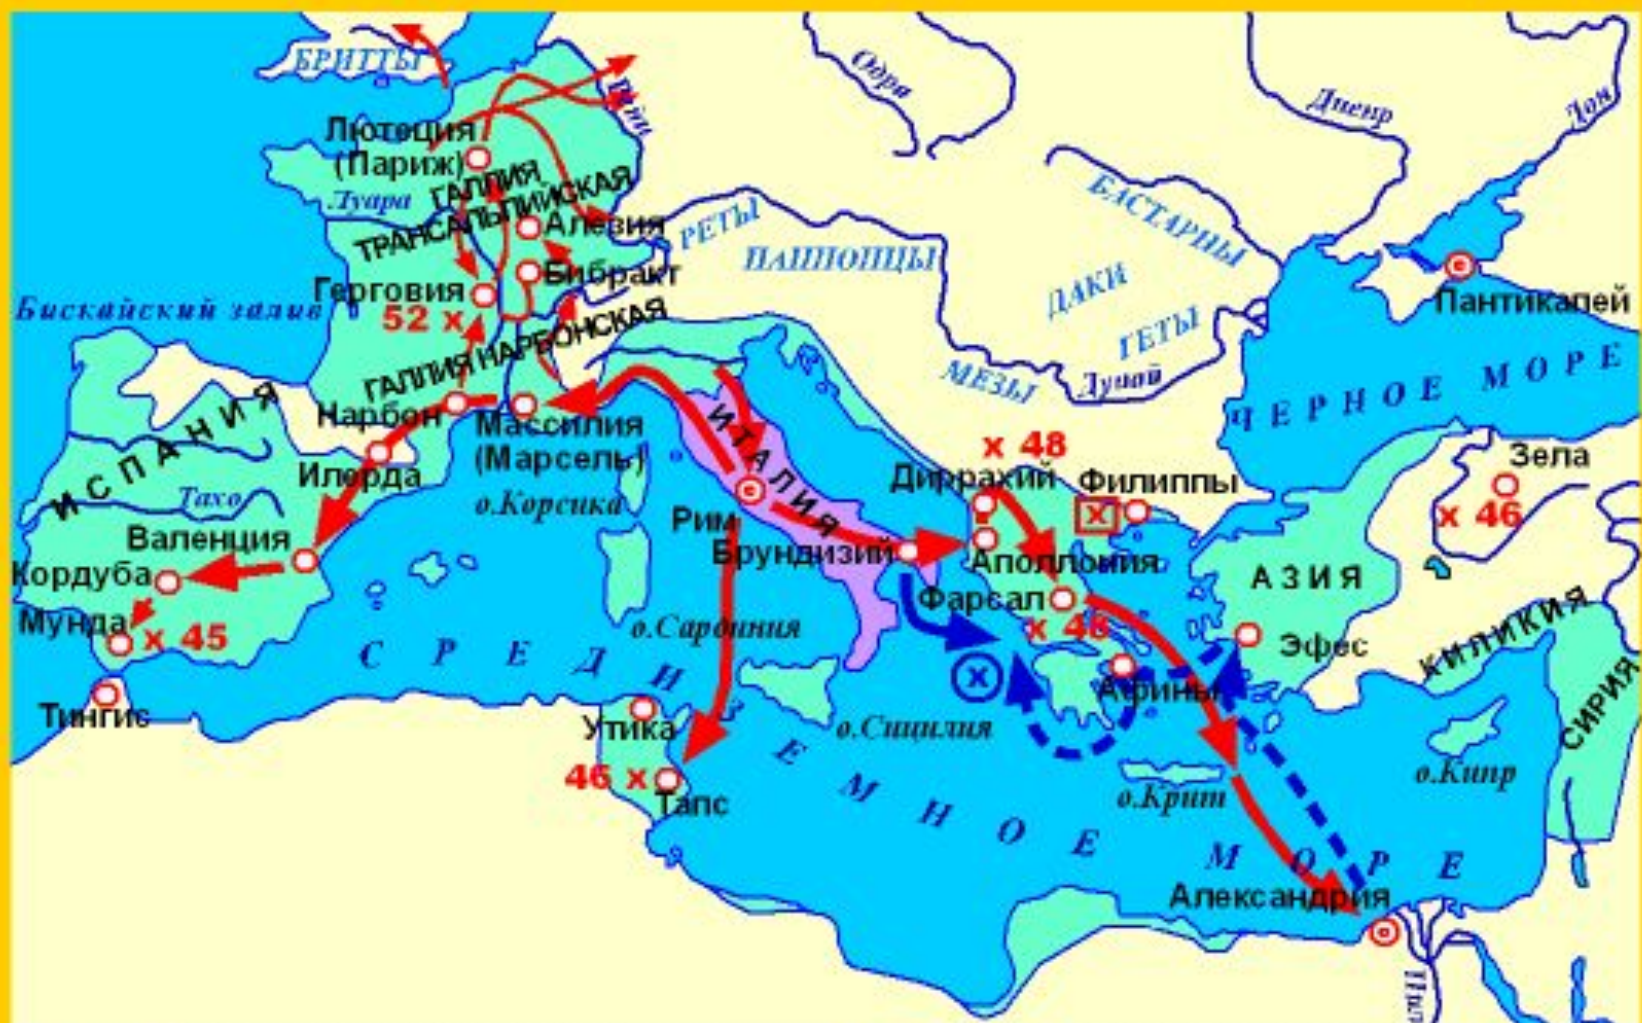 БРИТТЫ
Одра
Днепр
Дон
Рейн
Лютеция
(Париж)
ГАЛЛИЯ
ТРАНСАЛЬПИЙСКАЯ
Луара
Алезия
РЕТЫ
ПАННОНЦЫ
БАСТАРНЫ
ДАКИ
ГЕТЫ
Бибракт
Герговия
52 x
Пантикапей
Бискайский залив
ГАЛЛИЯ НАРБОНСКАЯ
МЕЗЫ
Дунай
ЧЕРНОЕ МОРЕ
ИСПАНИЯ
Нарбон
Массилия
(Марсель)
Илерда
Тахо
о.Корсика
ИТАЛИЯ
Рим
x 48
Диррахий
Филиппы
x
Зела
x 46
Валенция
Кордуба
Мунда
x 45
Брундизий
Аполлония
Фарсал
x 48
АЗИЯ
Эфес
КИЛИКИЯ
СИРИЯ
о.Сардиния
СРЕДИЗЕМНОЕ МОРЕ
x
Афины
Тингис
Утика
о.Сицилия
46 x
Тапс
о.Крит
о.Кипр
Александрия
Нил